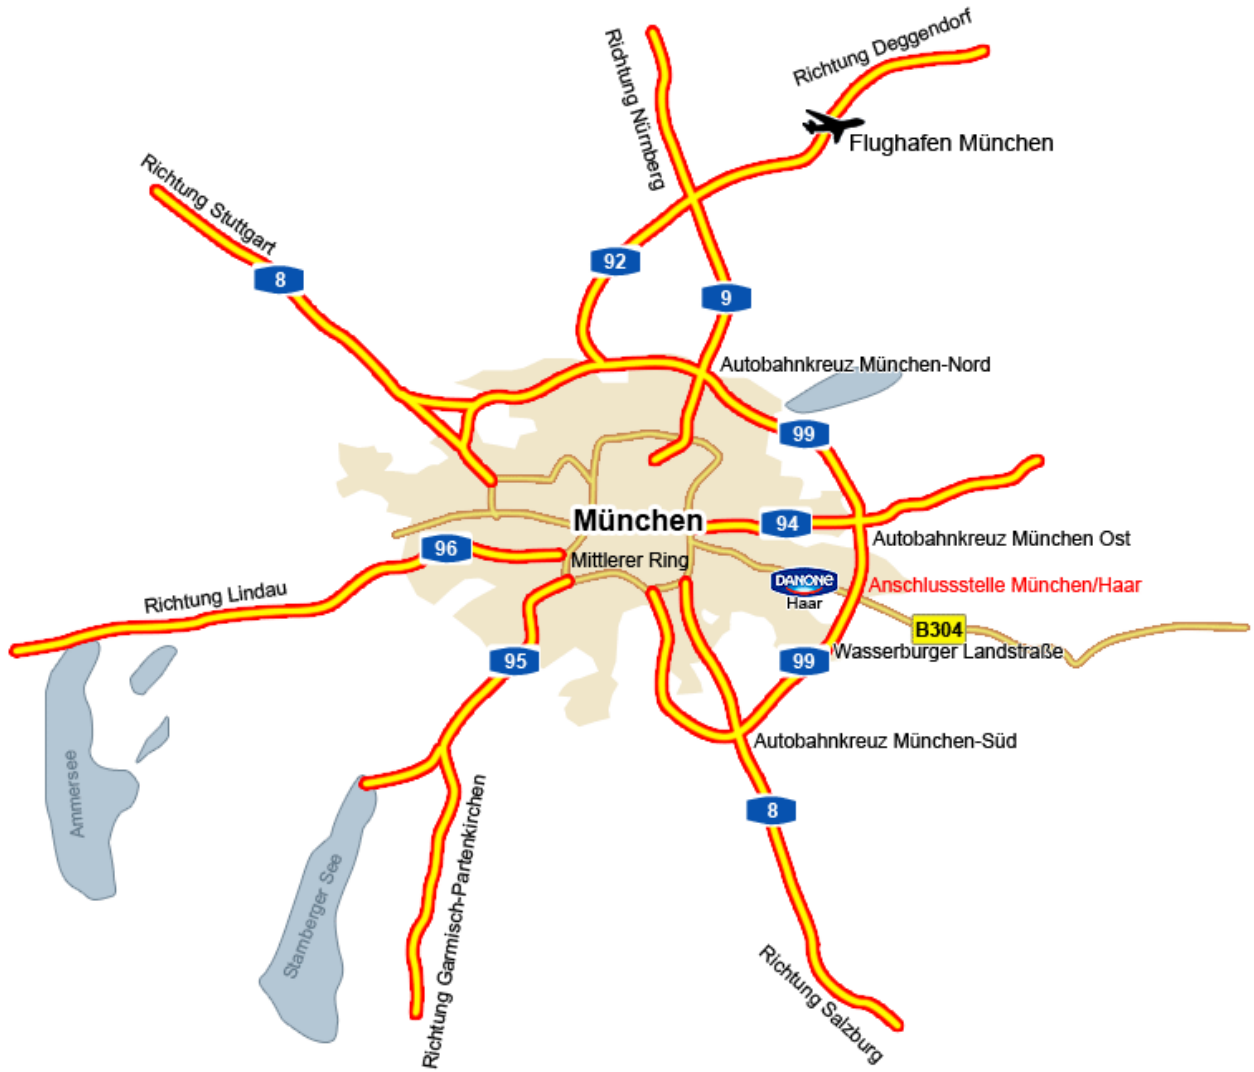 Richtung Deggendorf
Richtung Nürnberg
Flughafen München
Richtung Stuttgart
92
8
9
Autobahnkreuz München-Nord
99
München
94
Autobahnkreuz München Ost
96
Mittlerer Ring
DANONE
Haar
Anschlussstelle München/Haar
Richtung Lindau
B304
Wasserburger Landstraße
95
99
Autobahnkreuz München-Süd
Ammersee
8
Starnberger See
Richtung Garmisch-Partenkirchen
Richtung Salzburg